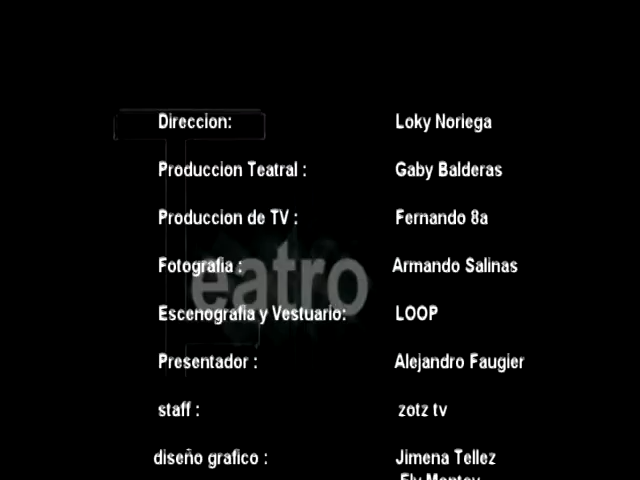 Direccion: Loky Noriega
Produccion Teatral : Gaby Balderas
Produccion de TV : Fernando 8a
Fotografia : Armando Salinas
Teatro
Escenografia y Vestuario: LOOP
Presentador : Alejandro Faugier
staff : zotz tv
diseño grafico : Jimena Tellez